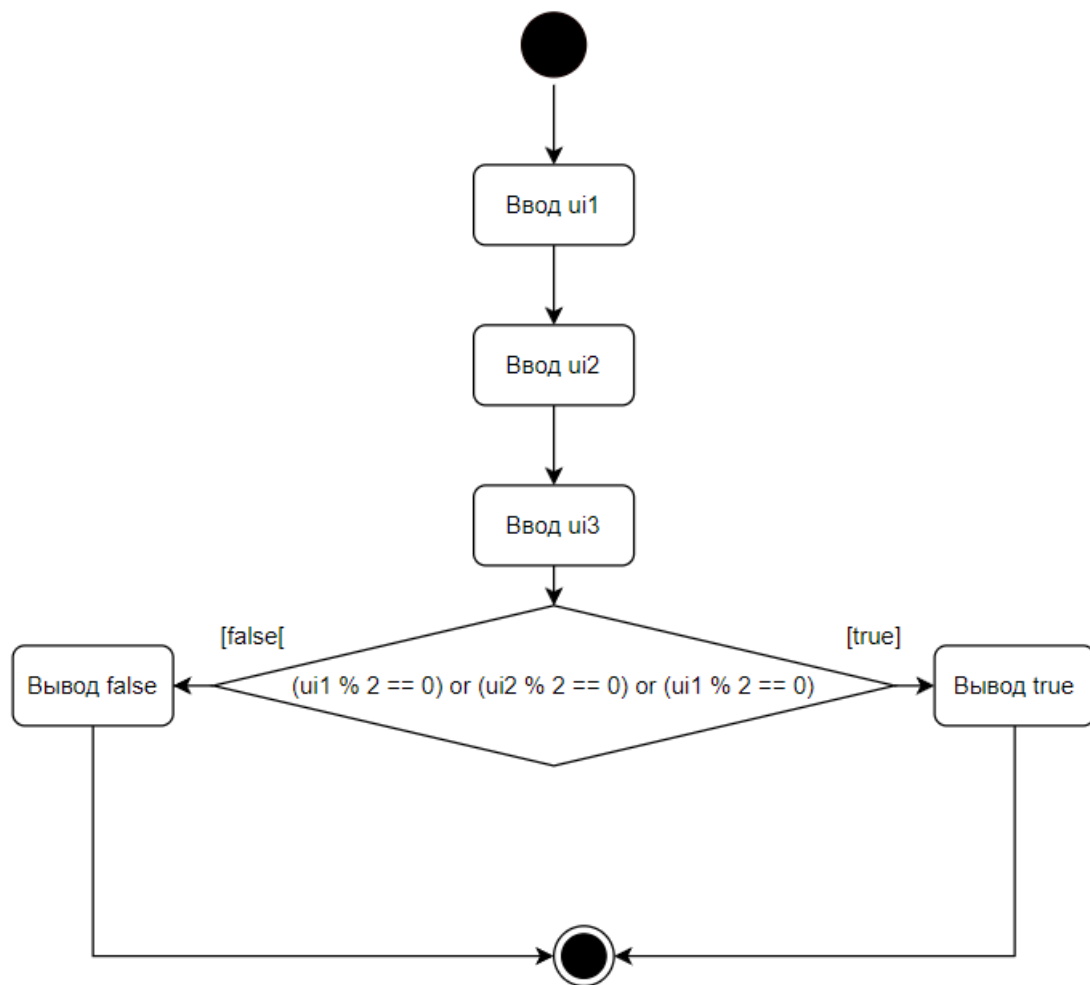 Ввод ui1
Ввод ui2
Ввод ui3
[false[
[true]
Вывод false
(ui1 % 2 == 0) or (ui2 % 2 == 0) or (ui1 % 2 == 0)
Вывод true